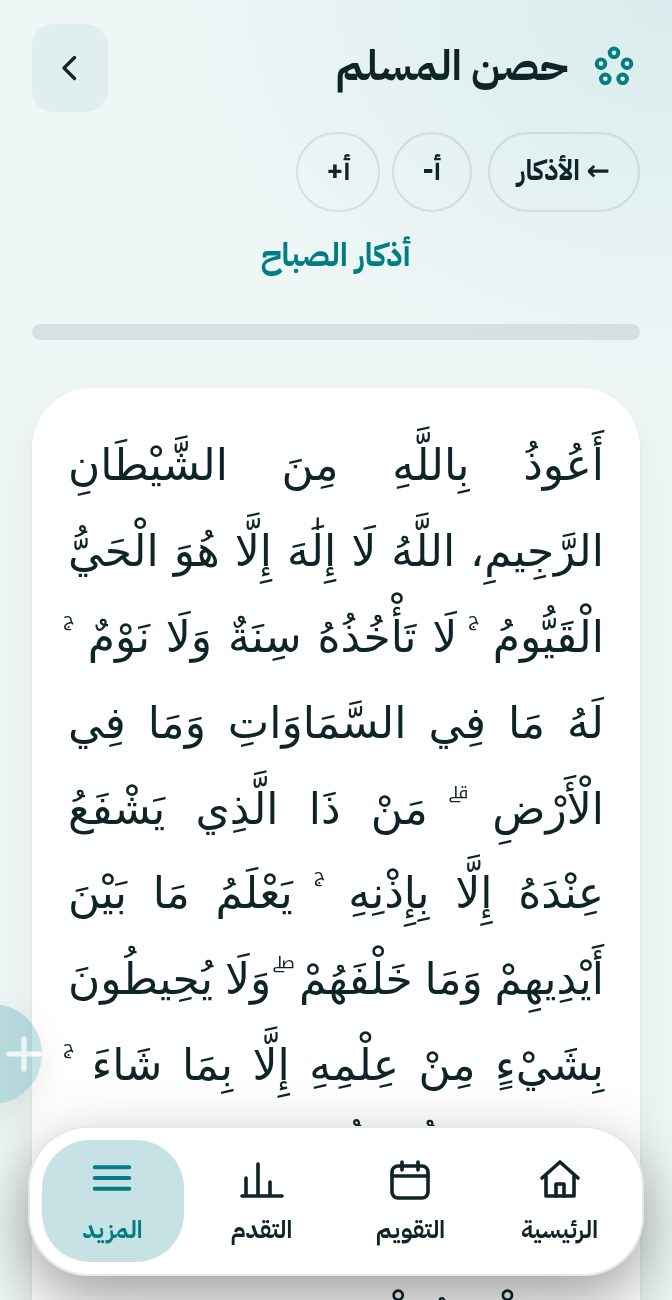 حصن المسلم
← الأذكار
أ-
أ+
أذكار الصباح
أَعُوذُ بِاللَّهِ مِنَ الشَّيْطَانِ
الرَّجِيمِ، اللَّهُ لَا إِلَٰهَ إِلَّا هُوَ الْحَيُّ
الْقَيُّومُ ۚ لَا تَأْخُذُهُ سِنَةٌ وَلَا نَوْمٌ ۚ
لَهُ مَا فِي السَّمَاوَاتِ وَمَا فِي
الْأَرْضِ ۗ مَنْ ذَا الَّذِي يَشْفَعُ
عِنْدَهُ إِلَّا بِإِذْنِهِ ۚ يَعْلَمُ مَا بَيْنَ
أَيْدِيهِمْ وَمَا خَلْفَهُمْ ۖ وَلَا يُحِيطُونَ
بِشَيْءٍ مِنْ عِلْمِهِ إِلَّا بِمَا شَاءَ ۚ
الرئيسية
التقويم
التقدم
المزيد